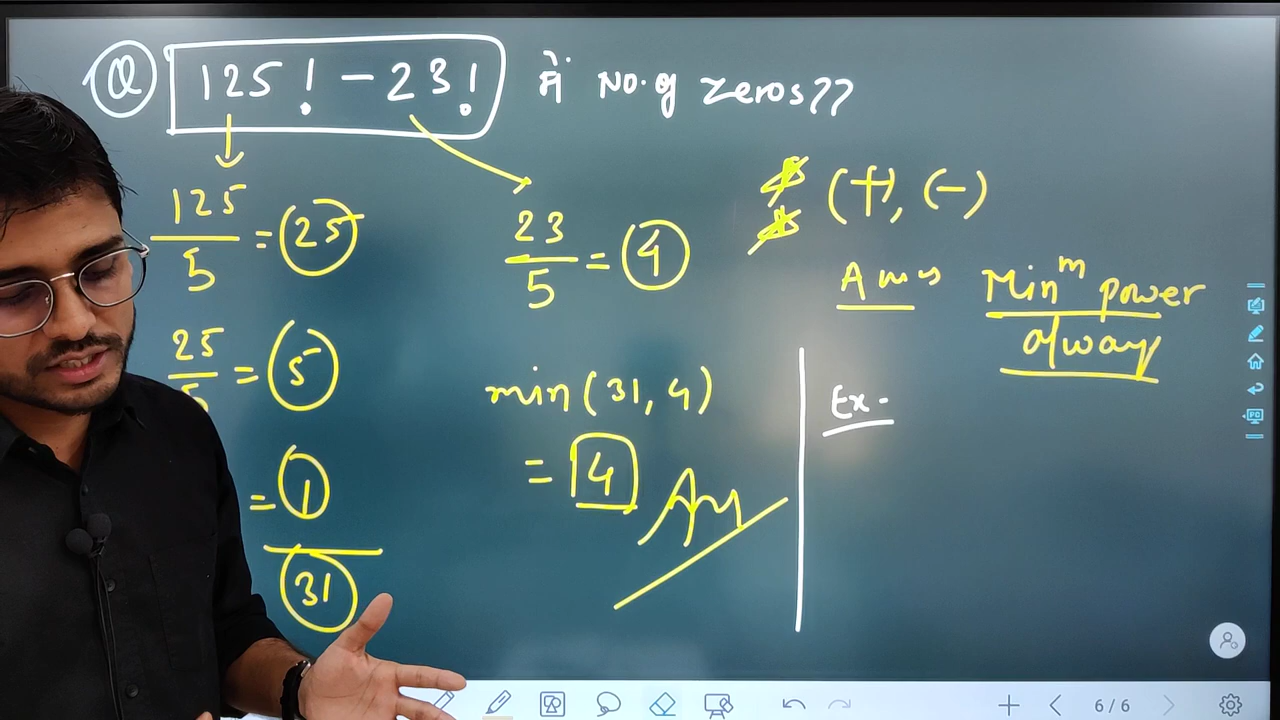 Q 125! - 23! में No. of zeros??
125/5 = 25
25/5 = 5
= 1
31
23/5 = 4
min(31, 4)
= 4 Ans
(+), (-)
Ans Minᵐ power
always
Ex-
6/6